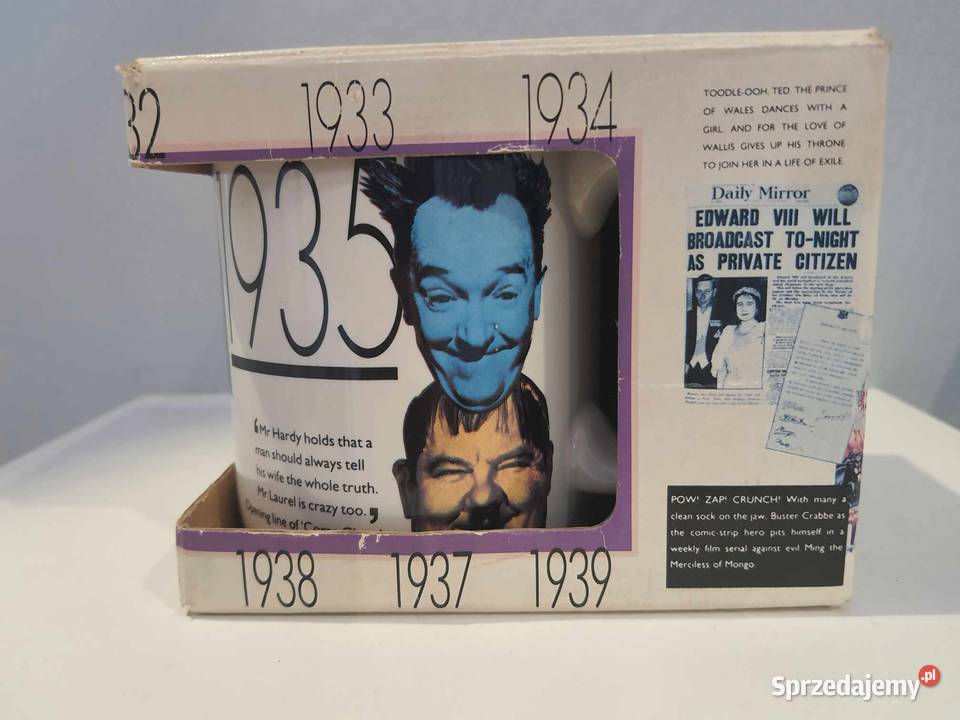 32 1933 1934
1935
❛Mr Hardy holds that a
man should always tell
his wife the whole truth.
Mr Laurel is crazy too.❜
Opening line of 'Come
1938 1937 1939
TOODLE-OOH, TED THE PRINCE
OF WALES DANCES WITH A
GIRL, AND FOR THE LOVE OF
WALLIS GIVES UP HIS THRONE
TO JOIN HER IN A LIFE OF EXILE.
Daily Mirror
EDWARD VIII WILL
BROADCAST TO-NIGHT
AS PRIVATE CITIZEN
POW! ZAP! CRUNCH! With many a
clean sock on the jaw, Buster Crabbe as
the comic-strip hero pits himself in a
weekly film serial against evil Ming the
Merciless of Mongo.
Sprzedajemy.pl